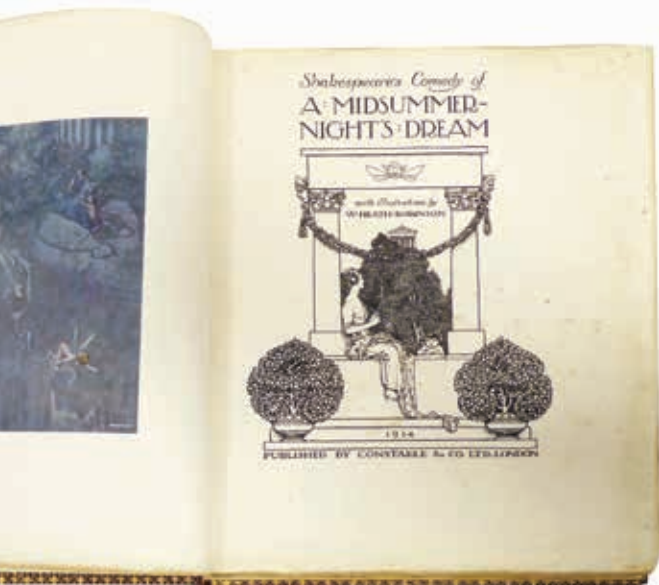 Shakespeare's Comedy of
A : MIDSUMMER-
NIGHT'S : DREAM
with illustrations by
W. HEATH ROBINSON
1914
PUBLISHED BY CONSTABLE & CO. LTD. LONDON